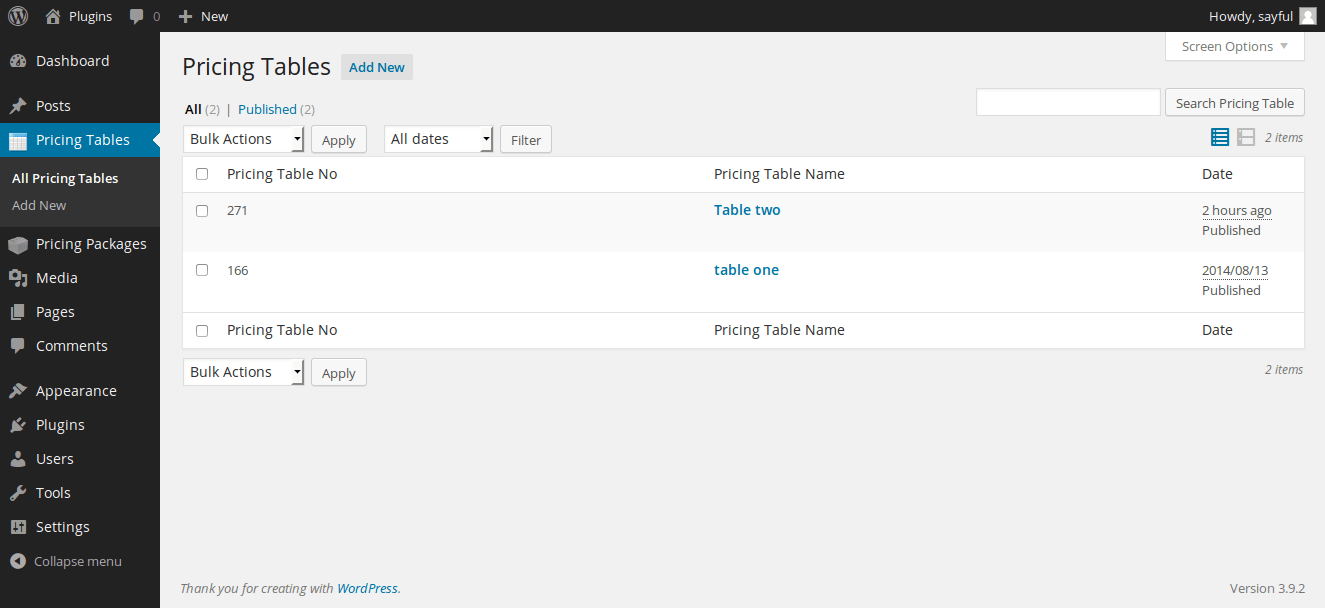 Plugins 0 New Howdy, sayful
Dashboard
Posts
Pricing Tables
All Pricing Tables
Add New
Pricing Packages
Media
Pages
Comments
Appearance
Plugins
Users
Tools
Settings
Collapse menu
Screen Options
Pricing Tables Add New
All (2) | Published (2)
Search Pricing Table
Bulk Actions Apply All dates Filter 2 items
Pricing Table No Pricing Table Name Date
271 Table two 2 hours ago
Published
166 table one 2014/08/13
Published
Pricing Table No Pricing Table Name Date
Bulk Actions Apply 2 items
Thank you for creating with WordPress. Version 3.9.2